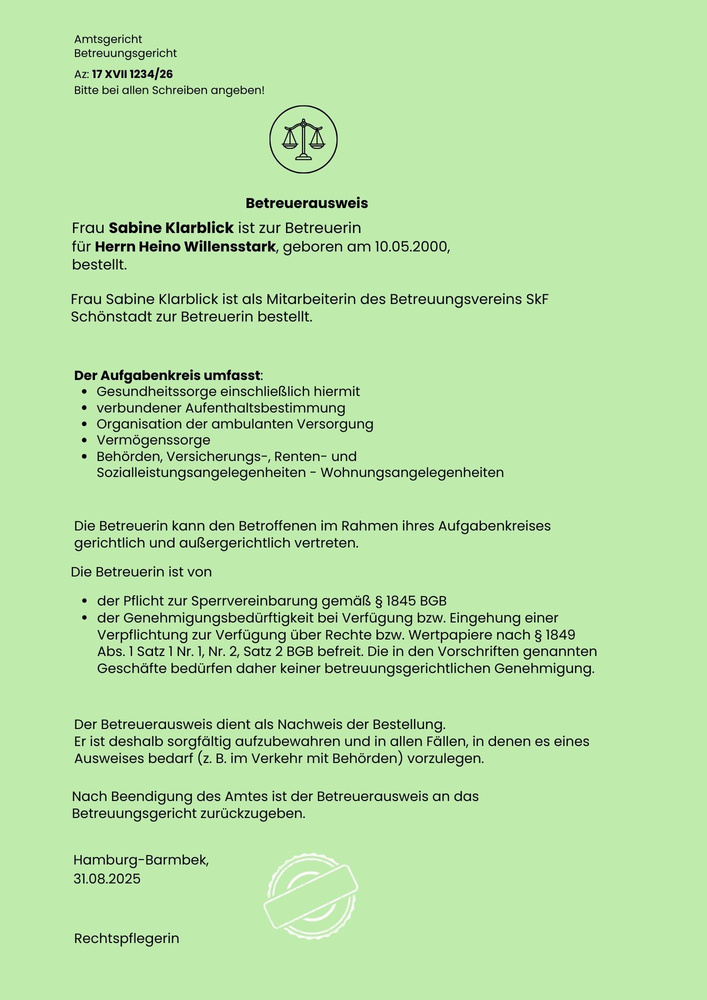 Amtsgericht
Betreuungsgericht
Az: 17 XVII 1234/26
Bitte bei allen Schreiben angeben!
Betreuerausweis
Frau Sabine Klarblick ist zur Betreuerin
für Herrn Heino Willensstark, geboren am 10.05.2000,
bestellt.
Frau Sabine Klarblick ist als Mitarbeiterin des Betreuungsvereins SkF
Schönstadt zur Betreuerin bestellt.
Der Aufgabenkreis umfasst:
• Gesundheitssorge einschließlich hiermit
• verbundener Aufenthaltsbestimmung
• Organisation der ambulanten Versorgung
• Vermögenssorge
• Behörden, Versicherungs-, Renten- und
Sozialleistungsangelegenheiten - Wohnungsangelegenheiten
Die Betreuerin kann den Betroffenen im Rahmen ihres Aufgabenkreises
gerichtlich und außergerichtlich vertreten.
Die Betreuerin ist von
• der Pflicht zur Sperrvereinbarung gemäß § 1845 BGB
• der Genehmigungsbedürftigkeit bei Verfügung bzw. Eingehung einer
Verpflichtung zur Verfügung über Rechte bzw. Wertpapiere nach § 1849
Abs. 1 Satz 1 Nr. 1, Nr. 2, Satz 2 BGB befreit. Die in den Vorschriften genannten
Geschäfte bedürfen daher keiner betreuungsgerichtlichen Genehmigung.
Der Betreuerausweis dient als Nachweis der Bestellung.
Er ist deshalb sorgfältig aufzubewahren und in allen Fällen, in denen es eines
Ausweises bedarf (z. B. im Verkehr mit Behörden) vorzulegen.
Nach Beendigung des Amtes ist der Betreuerausweis an das
Betreuungsgericht zurückzugeben.
Hamburg-Barmbek,
31.08.2025
Rechtspflegerin